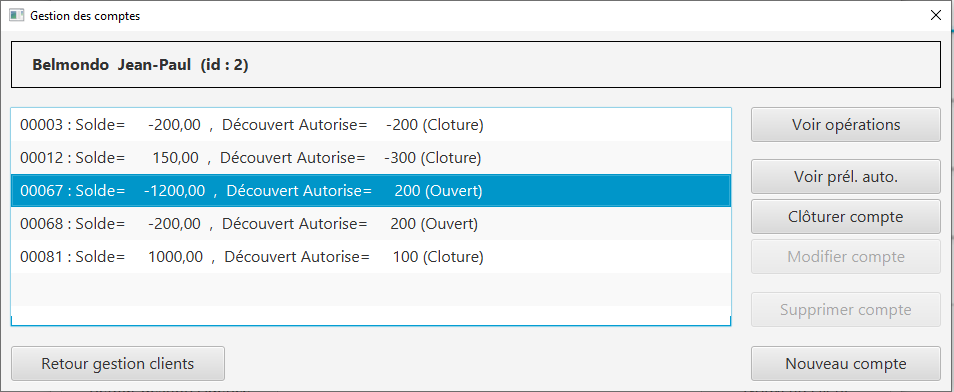 Gestion des comptes
Belmondo Jean-Paul (id : 2)
00003 : Solde= -200,00 , Découvert Autorise= -200 (Cloture)
00012 : Solde= 150,00 , Découvert Autorise= -300 (Cloture)
00067 : Solde= -1200,00 , Découvert Autorise= 200 (Ouvert)
00068 : Solde= -200,00 , Découvert Autorise= 200 (Ouvert)
00081 : Solde= 1000,00 , Découvert Autorise= 100 (Cloture)
Voir opérations
Voir prél. auto.
Clôturer compte
Modifier compte
Supprimer compte
Retour gestion clients
Nouveau compte